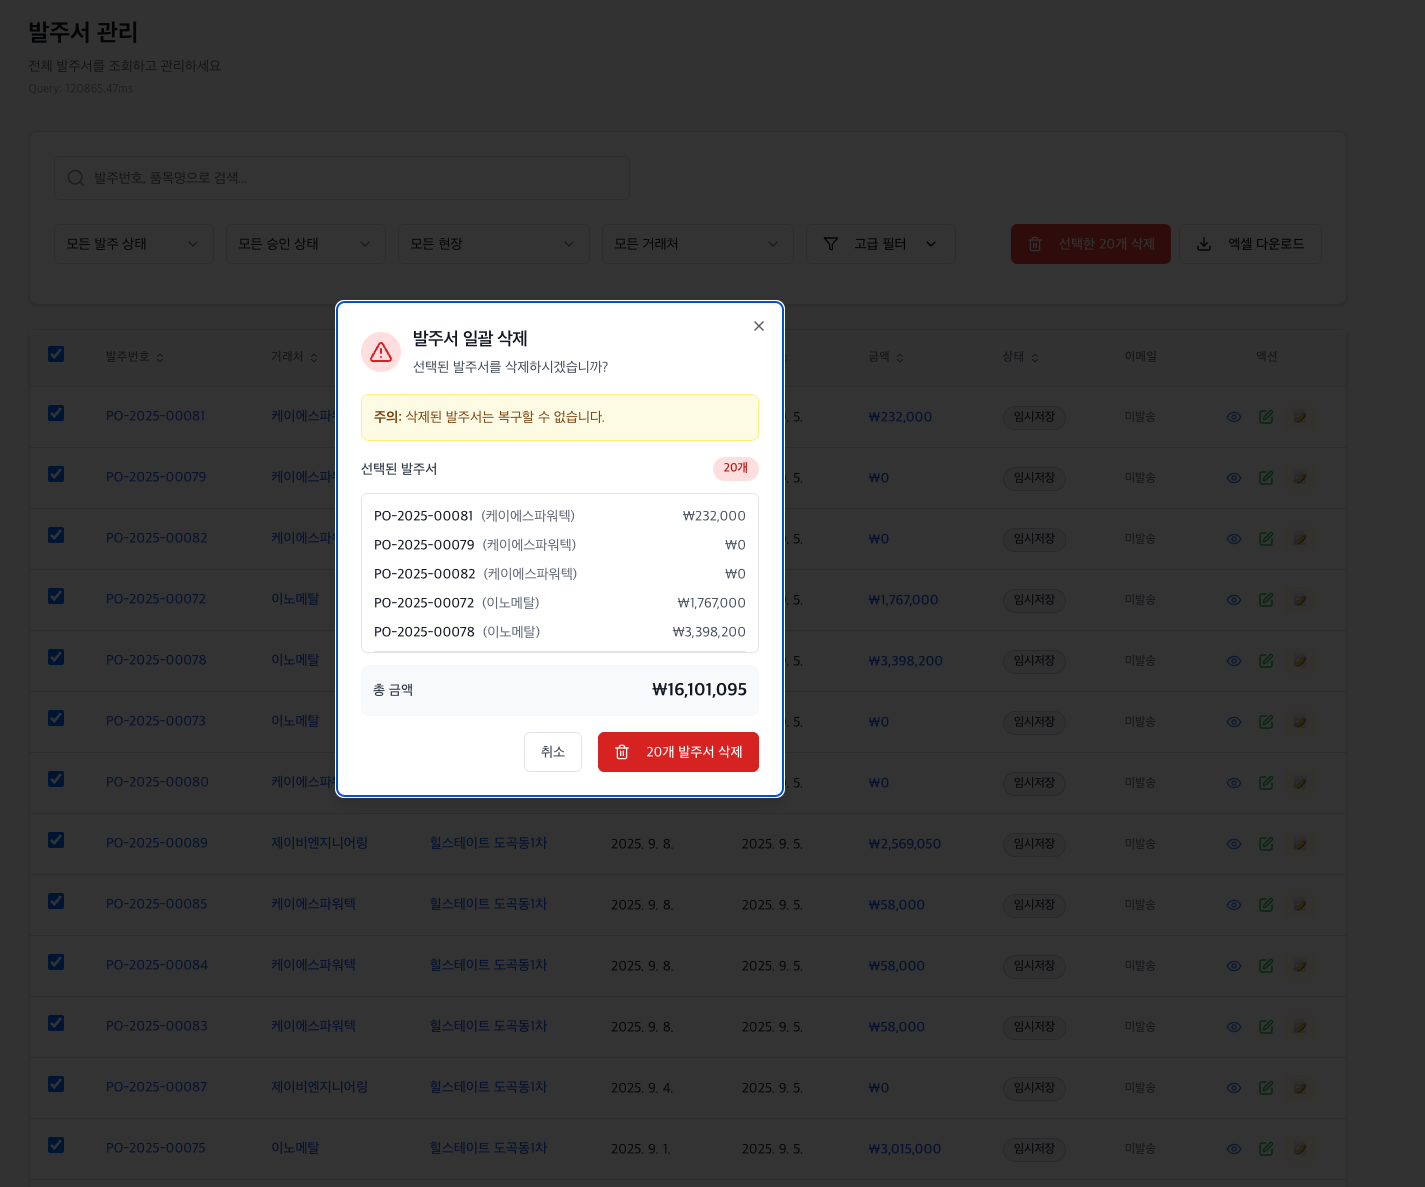 발주서 관리
전체 발주서를 조회하고 관리하세요
Query: 120865.47ms
발주번호, 품목명으로 검색...
모든 발주 상태 모든 승인 상태 모든 현장 모든 거래처 고급 필터 선택한 20개 삭제 엑셀 다운로드
발주번호 거래처 금액 상태 이메일 액션
PO-2025-00081 케이에스파워 9. 5. ₩232,000 임시저장 미발송
PO-2025-00079 케이에스파워 9. 5. ₩0 임시저장 미발송
PO-2025-00082 케이에스파워 9. 5. ₩0 임시저장 미발송
PO-2025-00072 이노메탈 9. 5. ₩1,767,000 임시저장 미발송
PO-2025-00078 이노메탈 9. 5. ₩3,398,200 임시저장 미발송
PO-2025-00073 이노메탈 9. 5. ₩0 임시저장 미발송
PO-2025-00080 케이에스파워 9. 5. ₩0 임시저장 미발송
PO-2025-00089 제이비엔지니어링 힐스테이트 도곡동1차 2025. 9. 8. 2025. 9. 5. ₩2,569,050 임시저장 미발송
PO-2025-00085 케이에스파워텍 힐스테이트 도곡동1차 2025. 9. 8. 2025. 9. 5. ₩58,000 임시저장 미발송
PO-2025-00084 케이에스파워텍 힐스테이트 도곡동1차 2025. 9. 8. 2025. 9. 5. ₩58,000 임시저장 미발송
PO-2025-00083 케이에스파워텍 힐스테이트 도곡동1차 2025. 9. 8. 2025. 9. 5. ₩58,000 임시저장 미발송
PO-2025-00087 제이비엔지니어링 힐스테이트 도곡동1차 2025. 9. 4. 2025. 9. 5. ₩0 임시저장 미발송
PO-2025-00075 이노메탈 힐스테이트 도곡동1차 2025. 9. 1. 2025. 9. 5. ₩3,015,000 임시저장 미발송
발주서 일괄 삭제
선택된 발주서를 삭제하시겠습니까?
주의: 삭제된 발주서는 복구할 수 없습니다.
선택된 발주서 20개
PO-2025-00081 (케이에스파워텍) ₩232,000
PO-2025-00079 (케이에스파워텍) ₩0
PO-2025-00082 (케이에스파워텍) ₩0
PO-2025-00072 (이노메탈) ₩1,767,000
PO-2025-00078 (이노메탈) ₩3,398,200
총 금액 ₩16,101,095
취소 20개 발주서 삭제